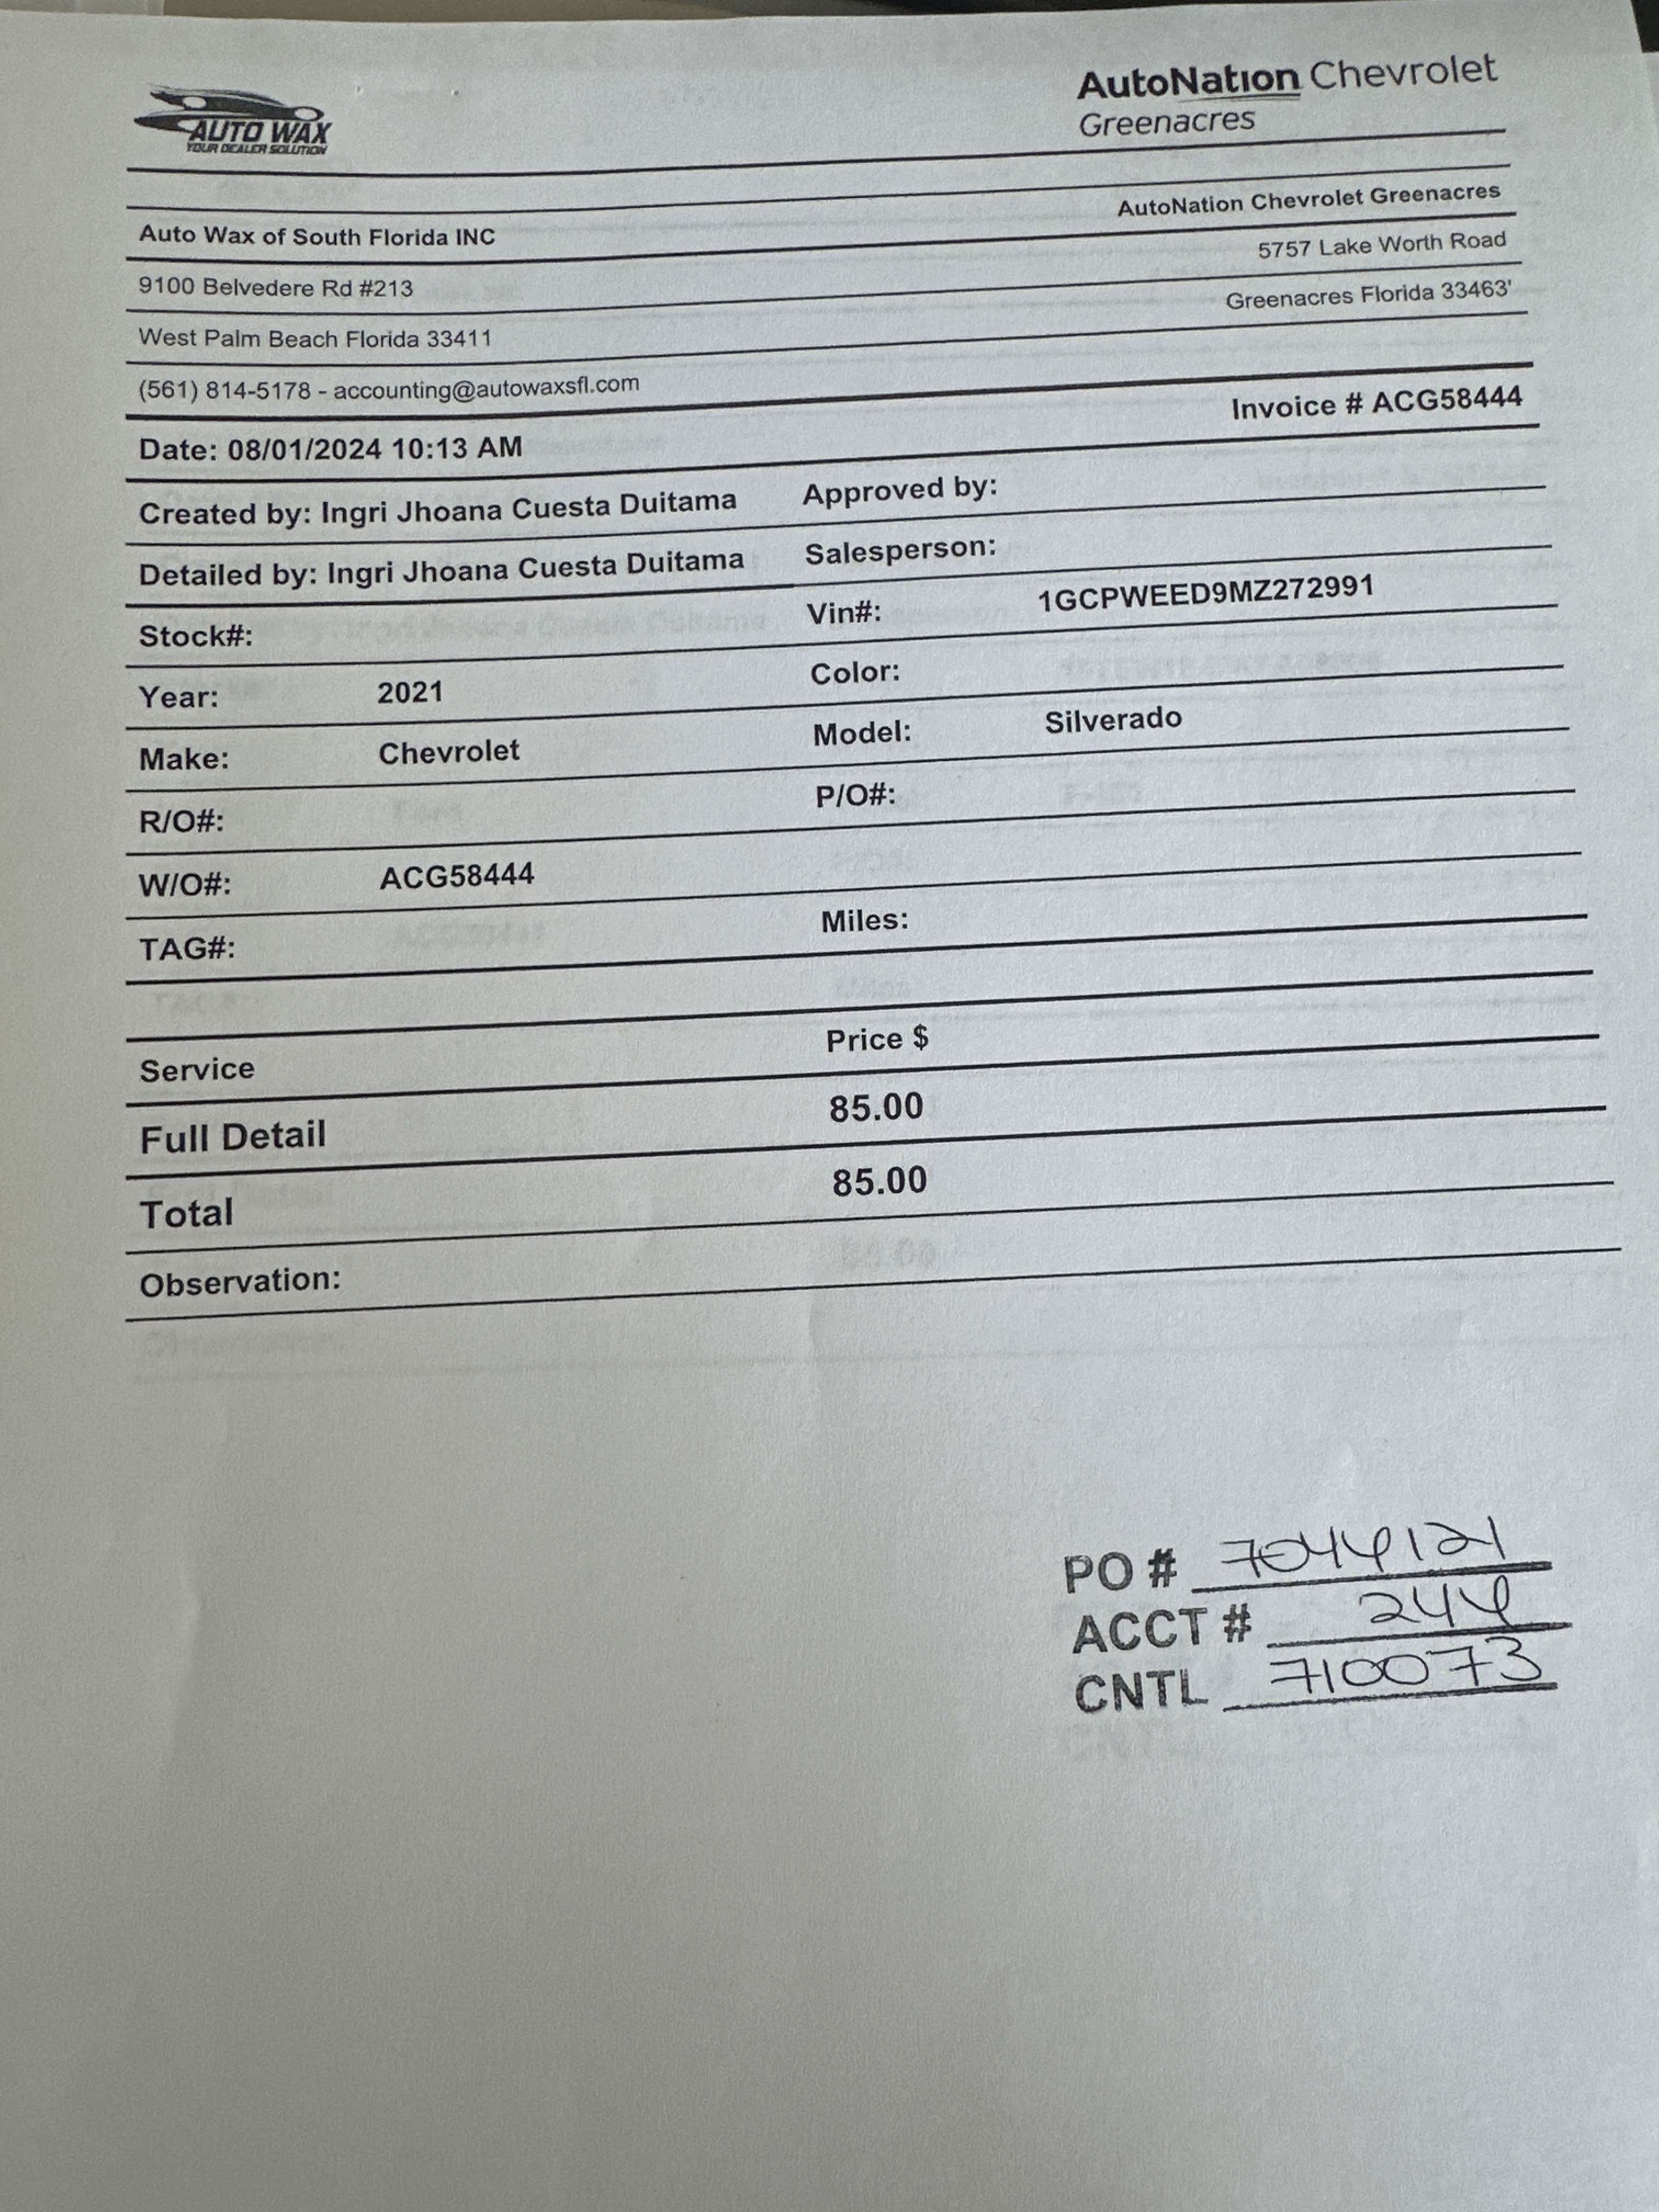 AUTO WAX
YOUR DEALER SOLUTION
AutoNation Chevrolet
Greenacres
AutoNation Chevrolet Greenacres
Auto Wax of South Florida INC
5757 Lake Worth Road
9100 Belvedere Rd #213
Greenacres Florida 33463'
West Palm Beach Florida 33411
(561) 814-5178 - accounting@autowaxsfl.com
Invoice # ACG58444
Date: 08/01/2024 10:13 AM
Created by: Ingri Jhoana Cuesta Duitama Approved by:
Detailed by: Ingri Jhoana Cuesta Duitama Salesperson:
Stock#: Vin#: 1GCPWEED9MZ272991
Year: 2021 Color:
Make: Chevrolet Model: Silverado
R/O#: P/O#:
W/O#: ACG58444
TAG#: Miles:
Service Price $
Full Detail 85.00
Total 85.00
Observation:
PO # 7044121
ACCT # 244
CNTL 710073